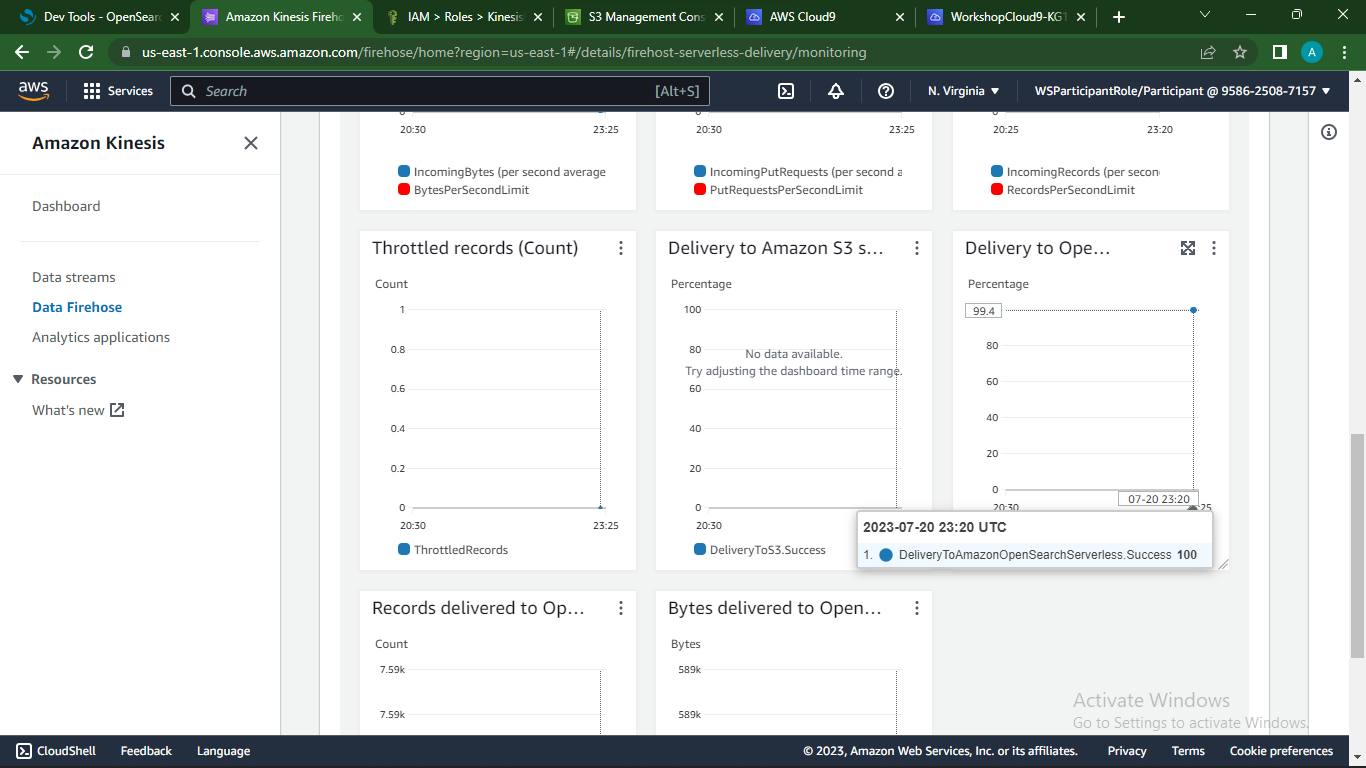 Dev Tools - OpenSearc
Amazon Kinesis Fireho
IAM > Roles > Kinesis
S3 Management Cons
AWS Cloud9
WorkshopCloud9-KG1
us-east-1.console.aws.amazon.com/firehose/home?region=us-east-1#/details/firehost-serverless-delivery/monitoring
A
aws
Services
Search
[Alt+S]
N. Virginia
WSParticipantRole/Participant @ 9586-2508-7157
Amazon Kinesis
Dashboard
Data streams
Data Firehose
Analytics applications
Resources
What's new
20:30 23:25
IncomingBytes (per second average
BytesPerSecondLimit
20:30 23:25
IncomingPutRequests (per second a
PutRequestsPerSecondLimit
20:25 23:20
IncomingRecords (per secon
RecordsPerSecondLimit
Throttled records (Count)
Count
1
0.8
0.6
0.4
0.2
0
20:30 23:25
ThrottledRecords
Delivery to Amazon S3 s...
Percentage
100
80
No data available.
Try adjusting the dashboard time range.
60
40
20
0
20:30
DeliveryToS3.Success
Delivery to Ope...
Percentage
99.4
80
60
40
20
0
07-20 23:20
20:30 :25
2023-07-20 23:20 UTC
1. DeliveryToAmazonOpenSearchServerless.Success 100
Records delivered to Op...
Count
7.59k
7.59k
Bytes delivered to Open...
Bytes
589k
589k
Activate Windows
Go to Settings to activate Windows.
CloudShell
Feedback
Language
© 2023, Amazon Web Services, Inc. or its affiliates.
Privacy
Terms
Cookie preferences